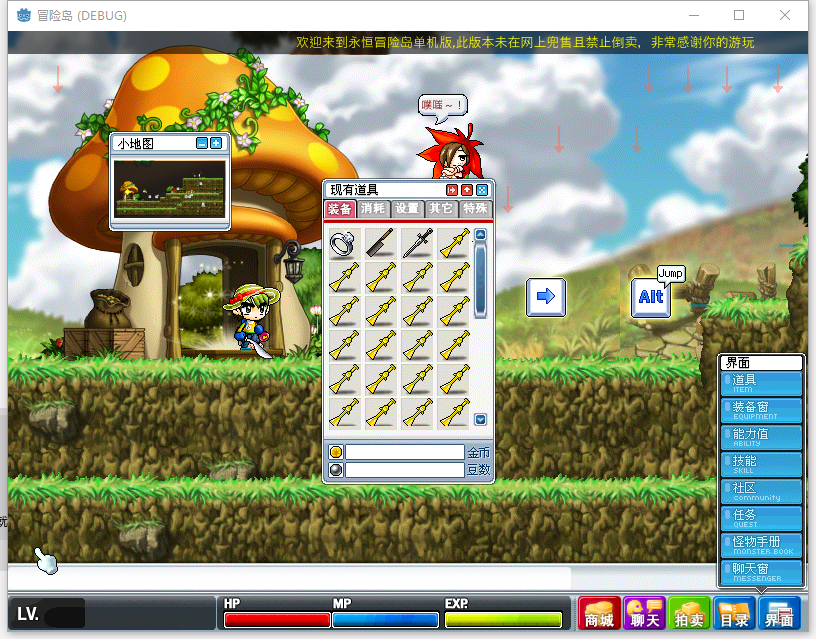 冒险岛 (DEBUG)
欢迎来到永恒冒险岛单机版,此版本未在网上兜售且禁止倒卖，非常感谢你的游玩
噗嗤～！
小地图
现有道具
装备 消耗 设置 其它 特殊
Jump
Alt
界面
道具
ITEM
装备窗
EQUIPMENT
能力值
ABILITY
技能
SKILL
社区
community
任务
QUEST
怪物手册
MONSTER BOOK
聊天窗
MESSENGER
金币
豆数
LV.
HP
MP
EXP.
商城
聊天
拍卖
目录
界面